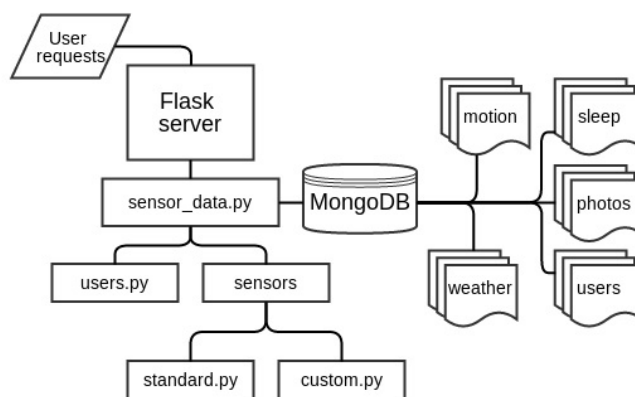 User
requests
Flask
server
motion
sleep
sensor_data.py
MongoDB
photos
users.py
sensors
weather
users
standard.py
custom.py